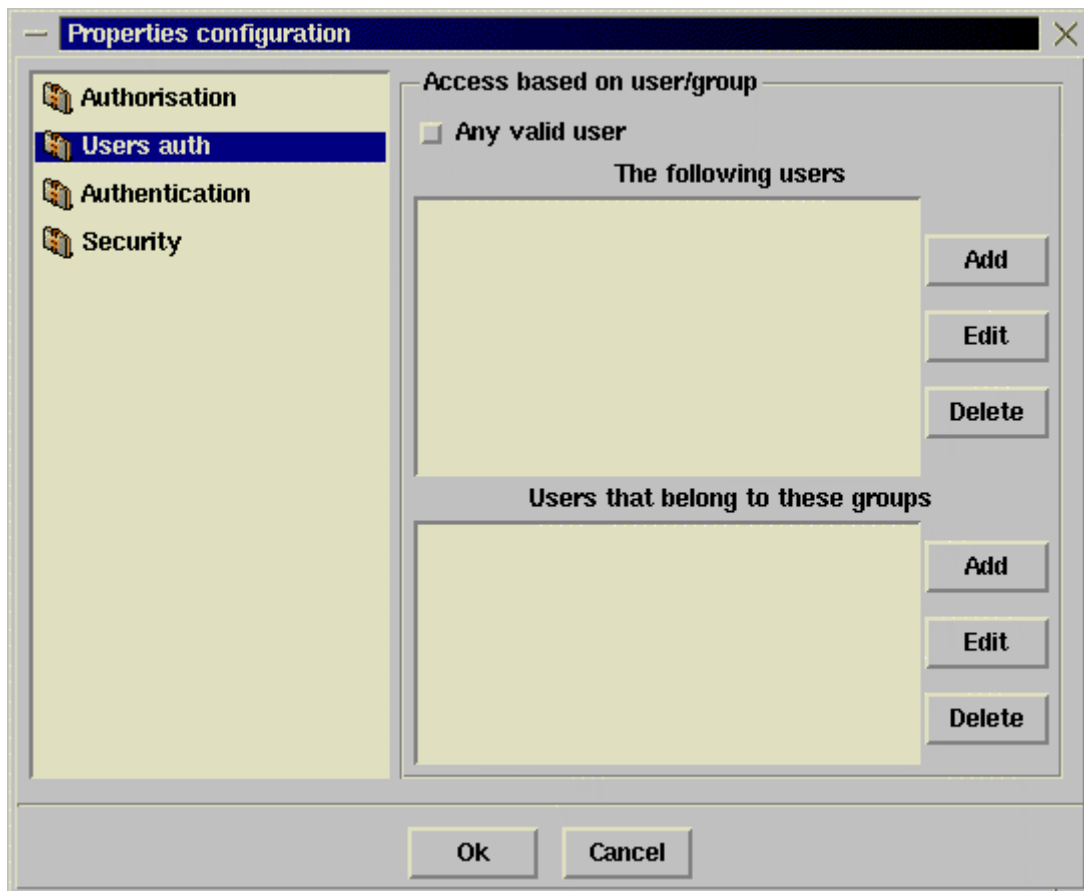 Properties configuration
Authorisation
Users auth
Authentication
Security
Access based on user/group
Any valid user
The following users
Add
Edit
Delete
Users that belong to these groups
Add
Edit
Delete
Ok
Cancel